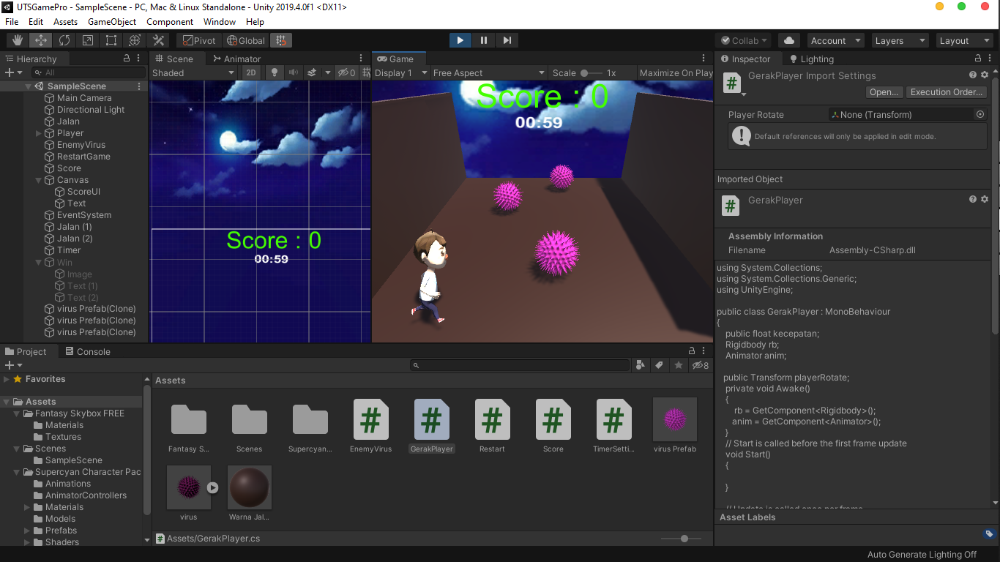 UTSGamePro - SampleScene - PC, Mac & Linux Standalone - Unity 2019.4.0f1 <DX11>
File Edit Assets GameObject Component Window Help
Pivot Global Collab Account Layers Layout
Hierarchy
All
SampleScene
Main Camera
Directional Light
Jalan
Player
EnemyVirus
RestartGame
Score
Canvas
ScoreUI
Text
EventSystem
Jalan (1)
Jalan (2)
Timer
Win
Image
Text (1)
Text (2)
virus Prefab(Clone)
virus Prefab(Clone)
virus Prefab(Clone)
Scene Animator
Shaded 2D 0
Score : 0
00:59
Game
Display 1 Free Aspect Scale 1x Maximize On Play
Score : 0
00:59
Inspector Lighting
GerakPlayer Import Settings
Open... Execution Order...
Player Rotate None (Transform)
Default references will only be applied in edit mode.
Imported Object
GerakPlayer
Assembly Information
Filename Assembly-CSharp.dll
using System.Collections;
using System.Collections.Generic;
using UnityEngine;
public class GerakPlayer : MonoBehaviour
{
public float kecepatan;
Rigidbody rb;
Animator anim;
public Transform playerRotate;
private void Awake()
{
rb = GetComponent<Rigidbody>();
anim = GetComponent<Animator>();
}
// Start is called before the first frame update
void Start()
{
}
// Update is called once per frame
Asset Labels
Project Console
8
Favorites
Assets
Fantasy Skybox FREE
Materials
Textures
Scenes
SampleScene
Supercyan Character Pac
Animations
AnimatorControllers
Materials
Models
Prefabs
Shaders
Assets
Fantasy S... Scenes Supercyan... EnemyVirus GerakPlayer Restart Score TimerSetti... virus Prefab
virus Warna Jal...
Assets/GerakPlayer.cs
Auto Generate Lighting Off